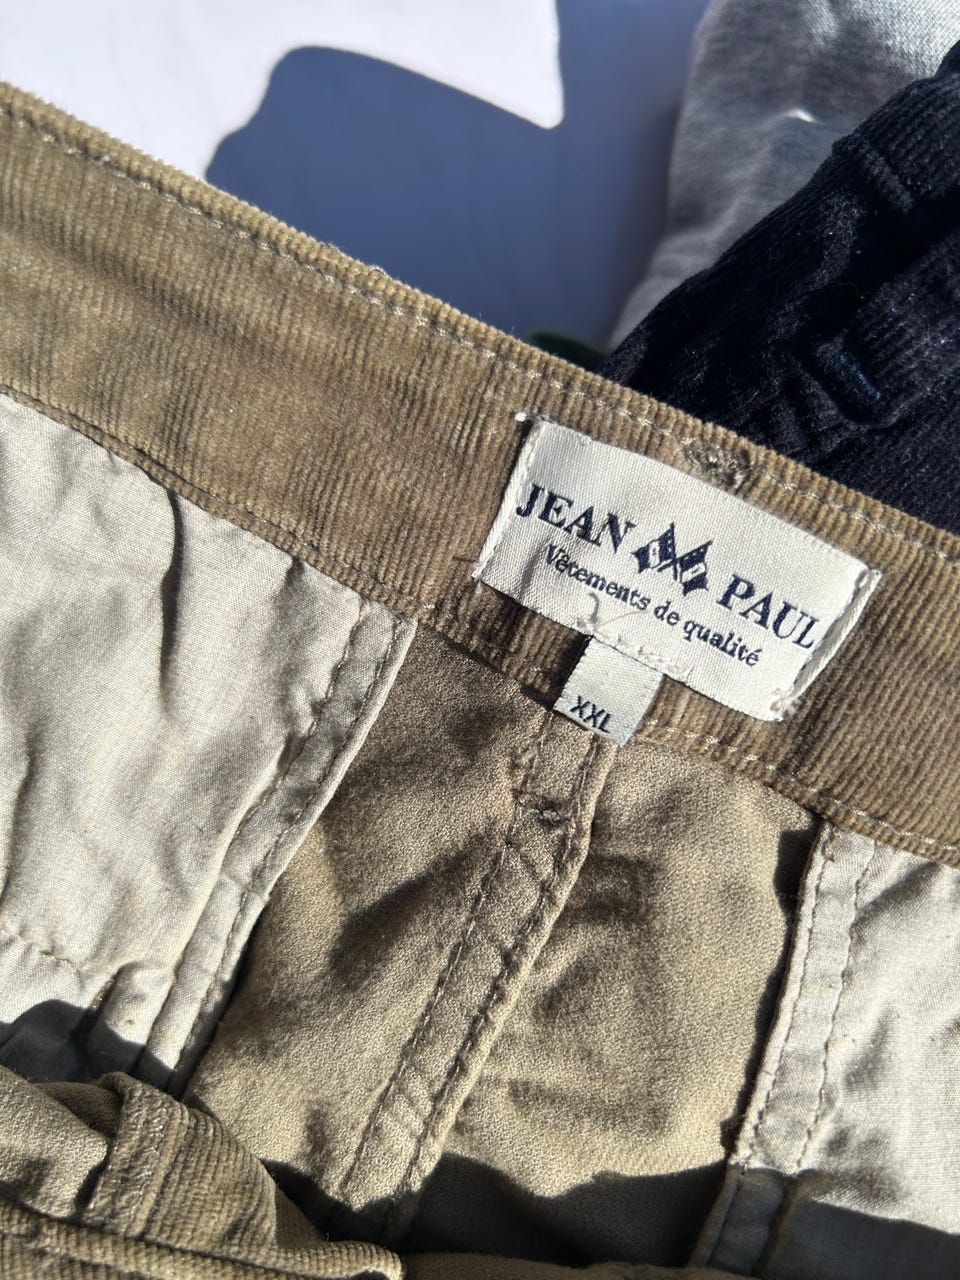 JEAN PAUL
Vêtements de qualité
XXL